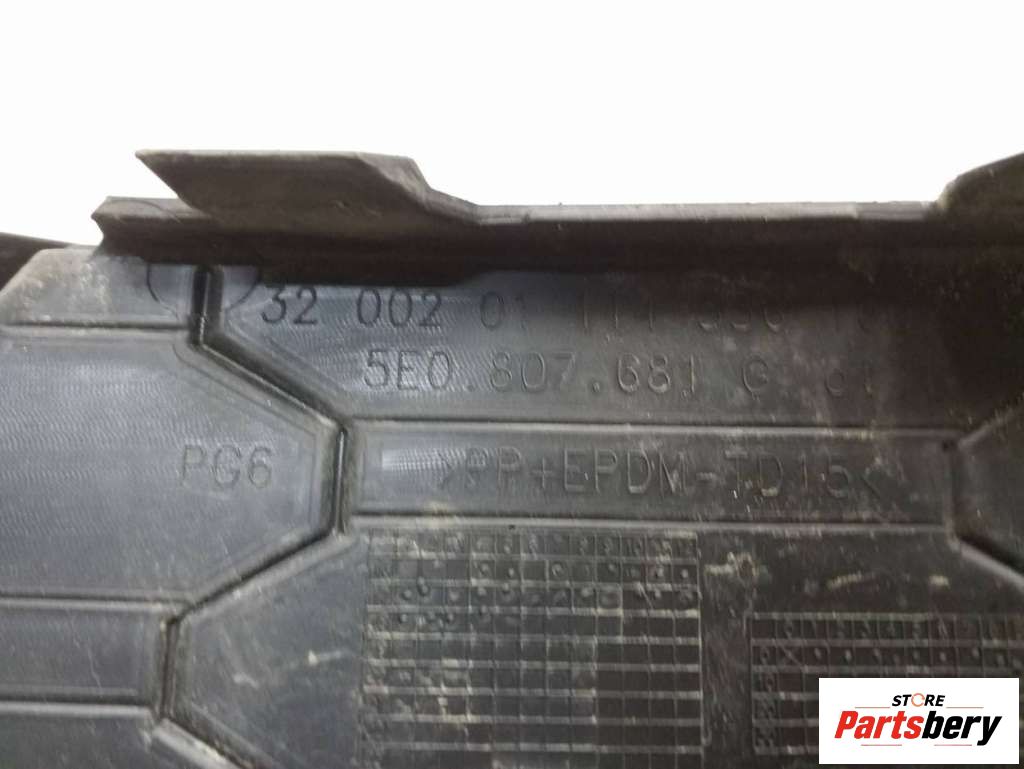 32 002 01
5E0.807.681 G
PG6
>PP+EPDM-TD15<
STORE
Partsbery